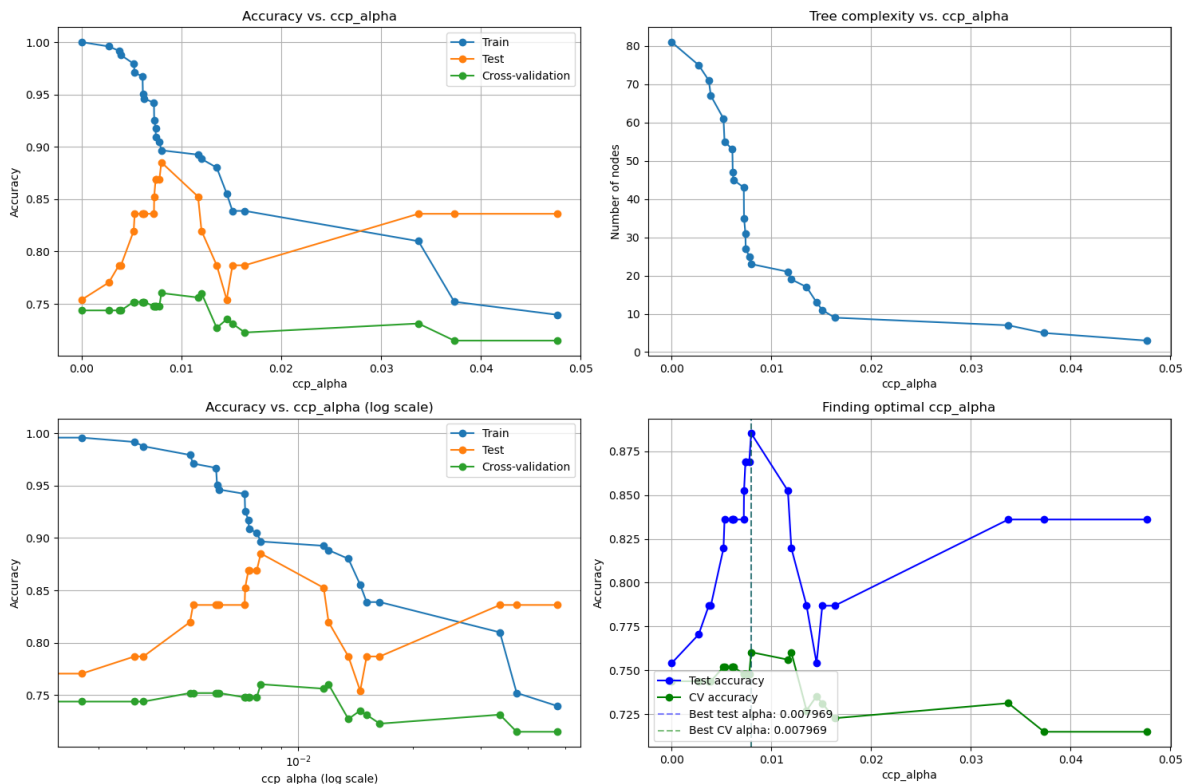 Accuracy vs. ccp_alpha
Accuracy
1.00
0.95
0.90
0.85
0.80
0.75
Train
Test
Cross-validation
0.00 0.01 0.02 0.03 0.04 0.05
ccp_alpha
Tree complexity vs. ccp_alpha
Number of nodes
80
70
60
50
40
30
20
10
0
0.00 0.01 0.02 0.03 0.04 0.05
ccp_alpha
Accuracy vs. ccp_alpha (log scale)
Accuracy
1.00
0.95
0.90
0.85
0.80
0.75
Train
Test
Cross-validation
10⁻²
ccp_alpha (log scale)
Finding optimal ccp_alpha
Accuracy
0.875
0.850
0.825
0.800
0.775
0.750
0.725
Test accuracy
CV accuracy
Best test alpha: 0.007969
Best CV alpha: 0.007969
0.00 0.01 0.02 0.03 0.04 0.05
ccp_alpha